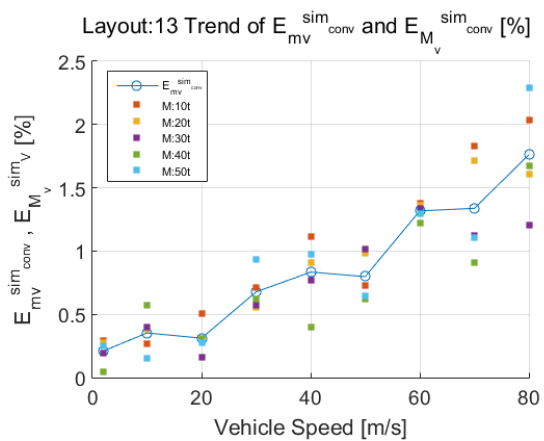 Layout:13 Trend of E_mv^sim_conv and E_M_v^sim_conv [%]
E_mv^sim_conv , E_M_v^sim_V [%]
2.5
2
1.5
1
0.5
0
E_mv^sim_conv
M:10t
M:20t
M:30t
M:40t
M:50t
0 20 40 60 80
Vehicle Speed [m/s]